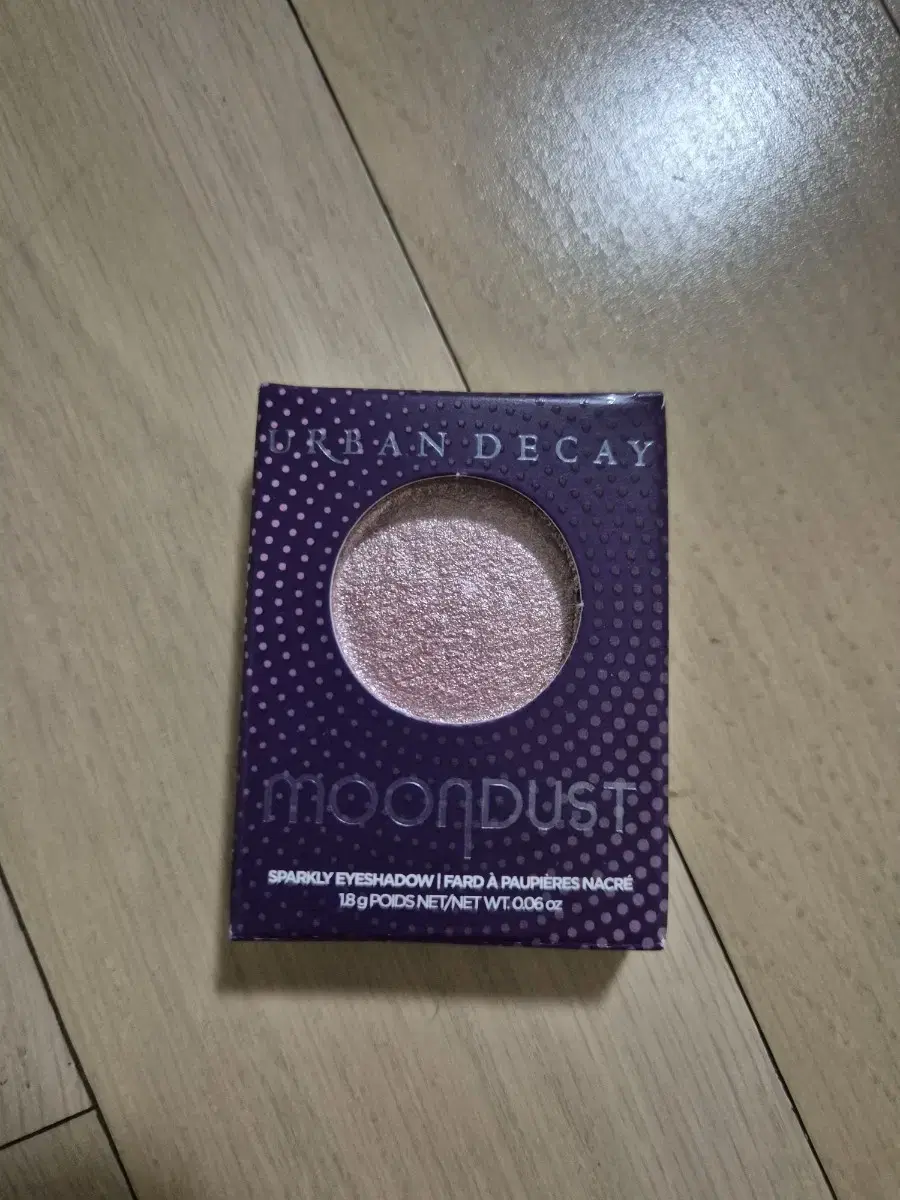 URBAN DECAY
MOONDUST
SPARKLY EYESHADOW | FARD À PAUPIÈRES NACRÉ
1.8 g POIDS NET/NET WT. 0.06 oz